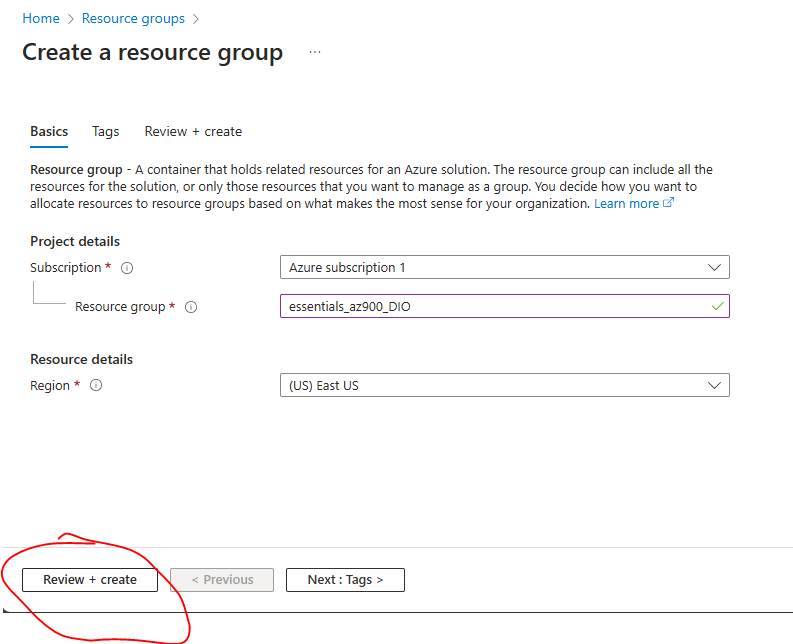 Home > Resource groups >
Create a resource group ...
Basics Tags Review + create
Resource group - A container that holds related resources for an Azure solution. The resource group can include all the
resources for the solution, or only those resources that you want to manage as a group. You decide how you want to
allocate resources to resource groups based on what makes the most sense for your organization. Learn more
Project details
Subscription * Azure subscription 1
Resource group * essentials_az900_DIO
Resource details
Region * (US) East US
Review + create < Previous Next : Tags >